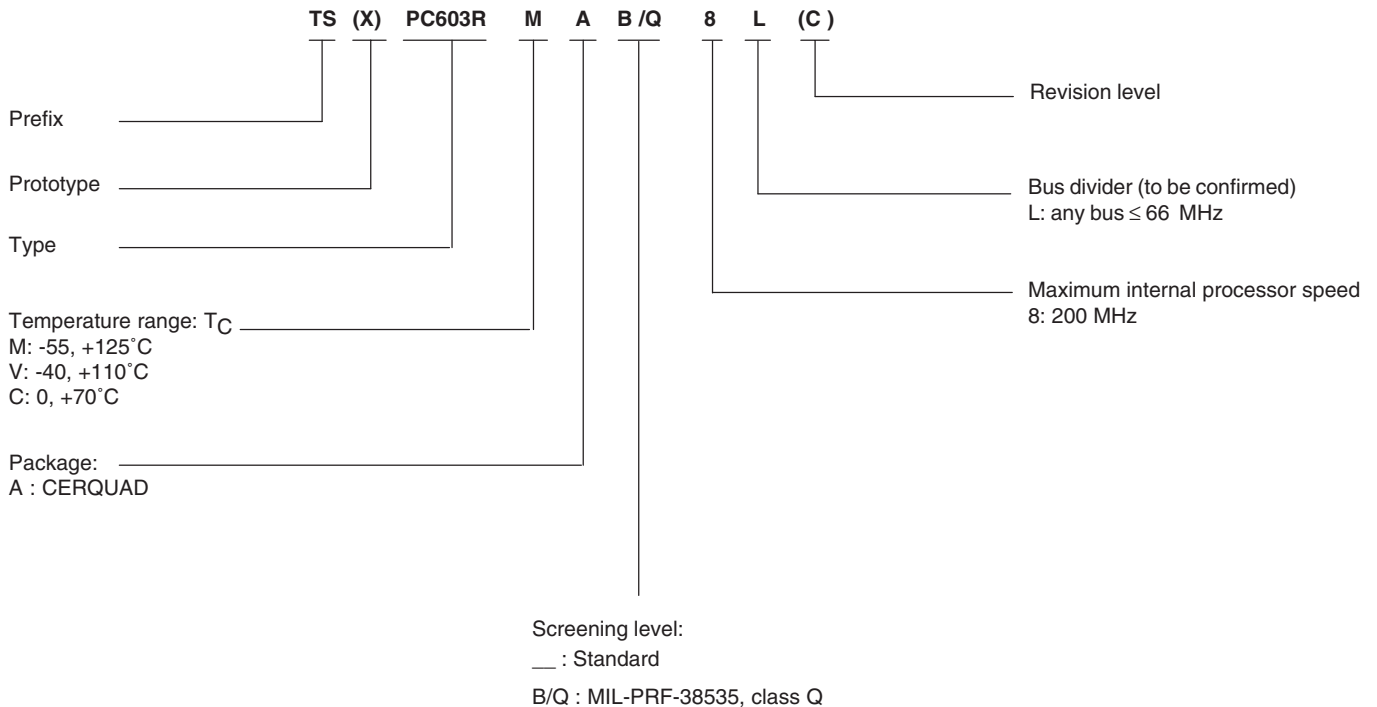 TS (X) PC603R M A B /Q 8 L (C )
Prefix
Prototype
Type
Temperature range: TC
M: -55, +125˚C
V: -40, +110˚C
C: 0, +70˚C
Package:
A : CERQUAD
Screening level:
__ : Standard
B/Q : MIL-PRF-38535, class Q
Revision level
Bus divider (to be confirmed)
L: any bus ≤ 66 MHz
Maximum internal processor speed
8: 200 MHz